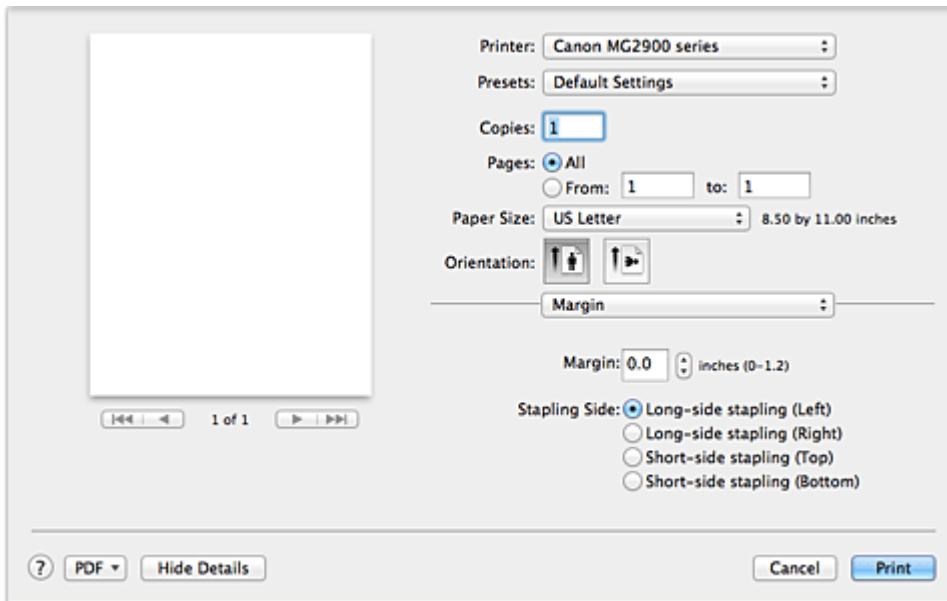 Printer: Canon MG2900 series
Presets: Default Settings
Copies: 1
Pages: All
From: 1 to: 1
Paper Size: US Letter 8.50 by 11.00 inches
Orientation:
Margin
Margin: 0.0 inches (0-1.2)
1 of 1
Stapling Side: Long-side stapling (Left)
Long-side stapling (Right)
Short-side stapling (Top)
Short-side stapling (Bottom)
? PDF Hide Details Cancel Print